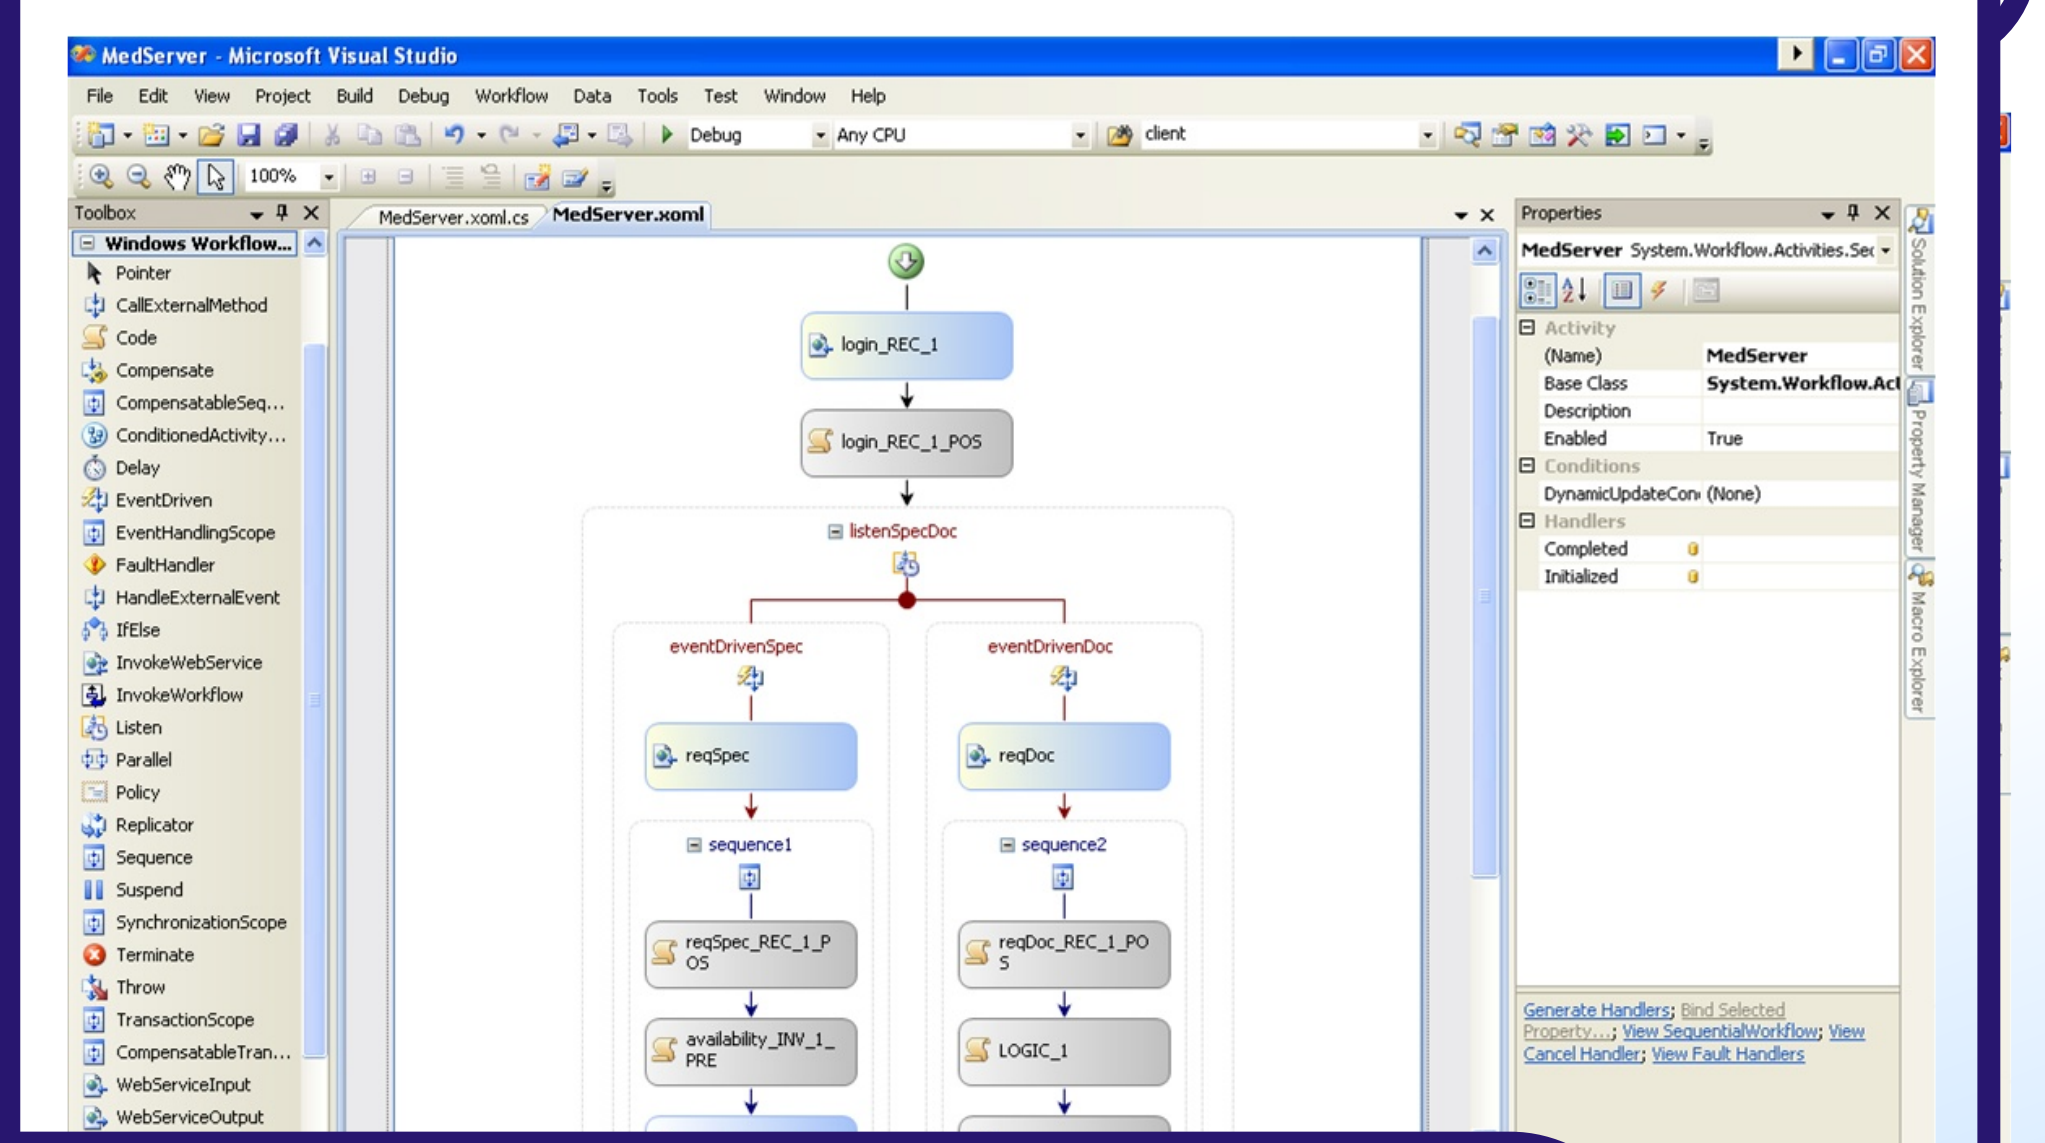 MedServer - Microsoft Visual Studio
File Edit View Project Build Debug Workflow Data Tools Test Window Help
Debug Any CPU client
100%
Toolbox
Windows Workflow...
Pointer
CallExternalMethod
Code
Compensate
CompensatableSeq...
ConditionedActivity...
Delay
EventDriven
EventHandlingScope
FaultHandler
HandleExternalEvent
IfElse
InvokeWebService
InvokeWorkflow
Listen
Parallel
Policy
Replicator
Sequence
Suspend
SynchronizationScope
Terminate
Throw
TransactionScope
CompensatableTran...
WebServiceInput
WebServiceOutput
MedServer.xoml.cs MedServer.xoml
login_REC_1
login_REC_1_POS
listenSpecDoc
eventDrivenSpec eventDrivenDoc
reqSpec reqDoc
sequence1 sequence2
reqSpec_REC_1_P
OS
reqDoc_REC_1_PO
S
availability_INV_1_
PRE
LOGIC_1
Properties
MedServer System.Workflow.Activities.Sec
Activity
(Name) MedServer
Base Class System.Workflow.Act
Description
Enabled True
Conditions
DynamicUpdateCon (None)
Handlers
Completed
Initialized
Generate Handlers; Bind Selected
Property...; View SequentialWorkflow; View
Cancel Handler; View Fault Handlers
Solution Explorer
Property Manager
Macro Explorer